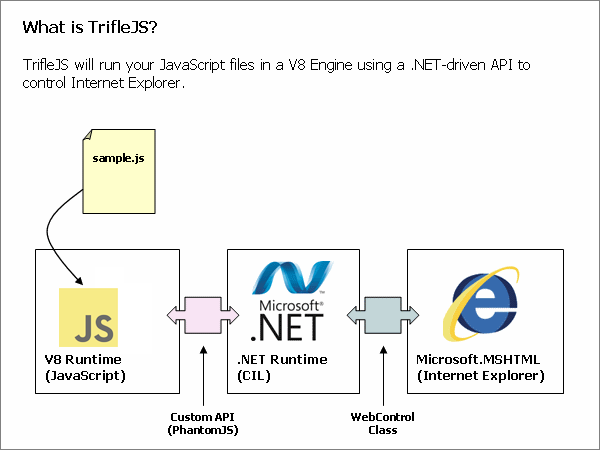 What is TrifleJS?
TrifleJS will run your JavaScript files in a V8 Engine using a .NET-driven API to
control Internet Explorer.
sample.js
JS
V8 Runtime
(JavaScript)
Microsoft®
.NET
.NET Runtime
(CIL)
Microsoft.MSHTML
(Internet Explorer)
Custom API
(PhantomJS)
WebControl
Class